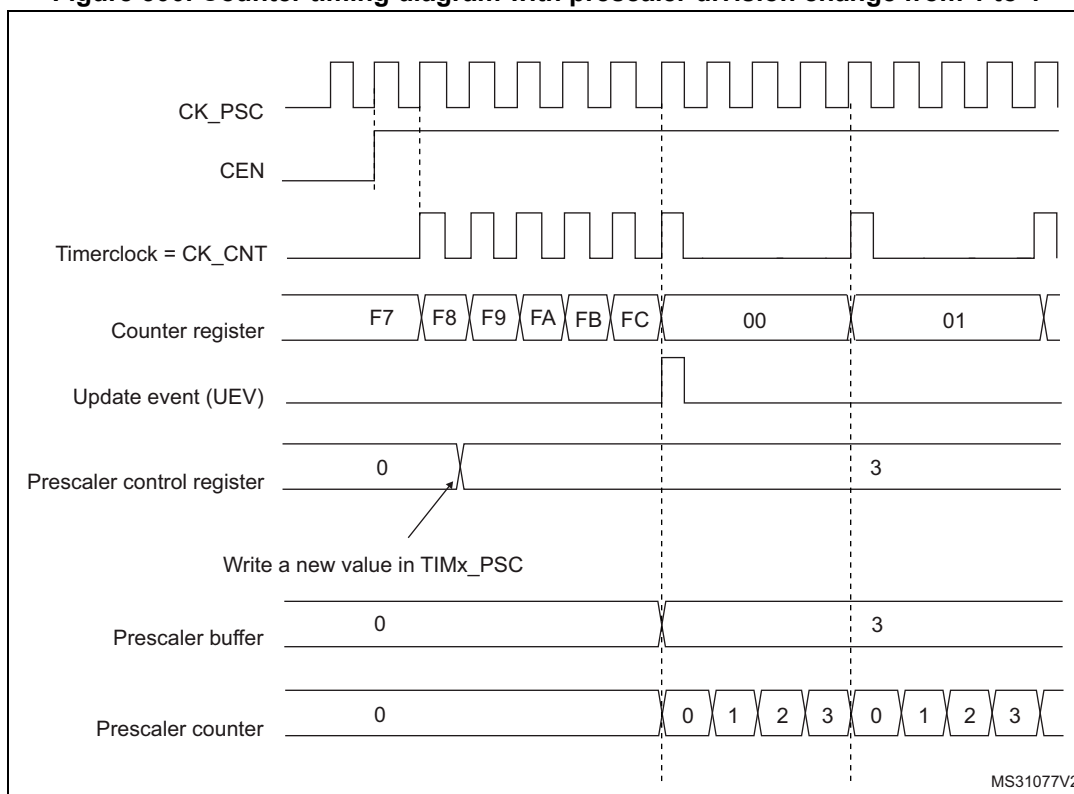 CK_PSC
CEN
Timerclock = CK_CNT
Counter register F7 F8 F9 FA FB FC 00 01
Update event (UEV)
Prescaler control register 0 3
Write a new value in TIMx_PSC
Prescaler buffer 0 3
Prescaler counter 0 0 1 2 3 0 1 2 3
MS31077V2